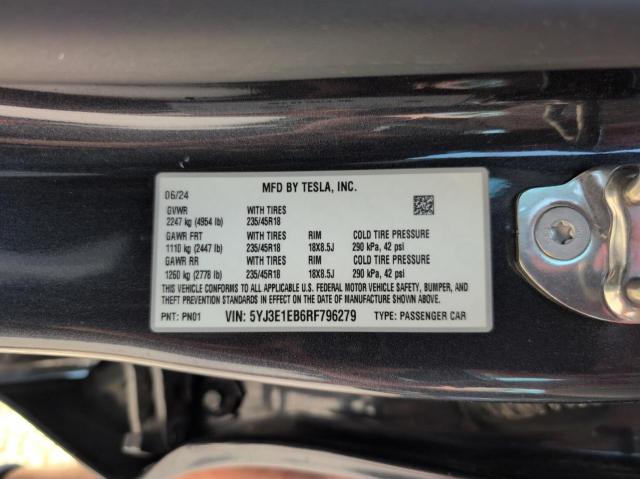 MFD BY TESLA, INC.
06/24
GVWR WITH TIRES
2247 kg (4954 lb) 235/45R18
GAWR FRT WITH TIRES RIM COLD TIRE PRESSURE
1110 kg (2447 lb) 235/45R18 18X8.5J 290 kPa, 42 psi
GAWR RR WITH TIRES RIM COLD TIRE PRESSURE
1260 kg (2778 lb) 235/45R18 18X8.5J 290 kPa, 42 psi
THIS VEHICLE CONFORMS TO ALL APPLICABLE U.S. FEDERAL MOTOR VEHICLE SAFETY, BUMPER, AND
THEFT PREVENTION STANDARDS IN EFFECT ON THE DATE OF MANUFACTURE SHOWN ABOVE.
PNT: PN01 VIN: 5YJ3E1EB6RF796279 TYPE: PASSENGER CAR